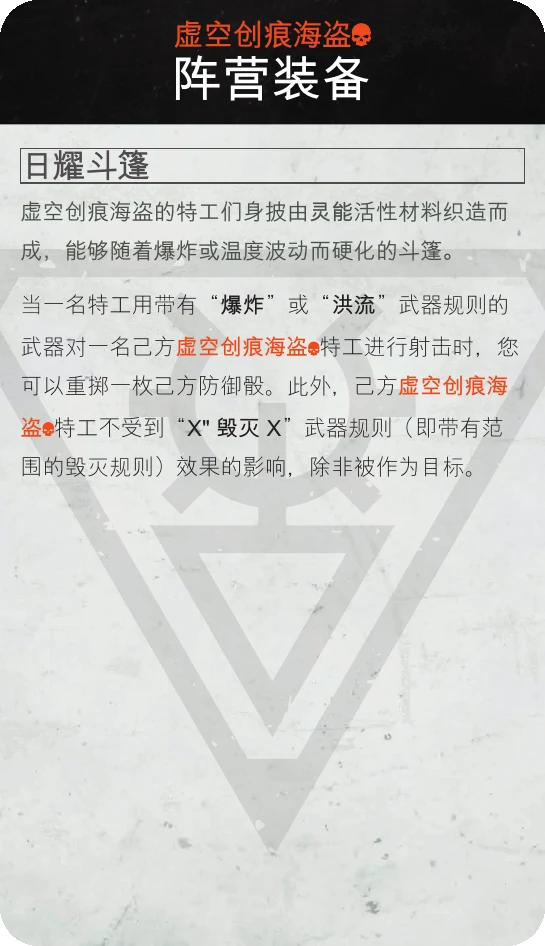 虚空创痕海盗
阵营装备
日耀斗篷
虚空创痕海盗的特工们身披由灵能活性材料织造而
成，能够随着爆炸或温度波动而硬化的斗篷。
当一名特工用带有“爆炸”或“洪流”武器规则的
武器对一名己方虚空创痕海盗特工进行射击时，您
可以重掷一枚己方防御骰。此外，己方虚空创痕海
盗特工不受到“X" 毁灭 X”武器规则（即带有范
围的毁灭规则）效果的影响，除非被作为目标。